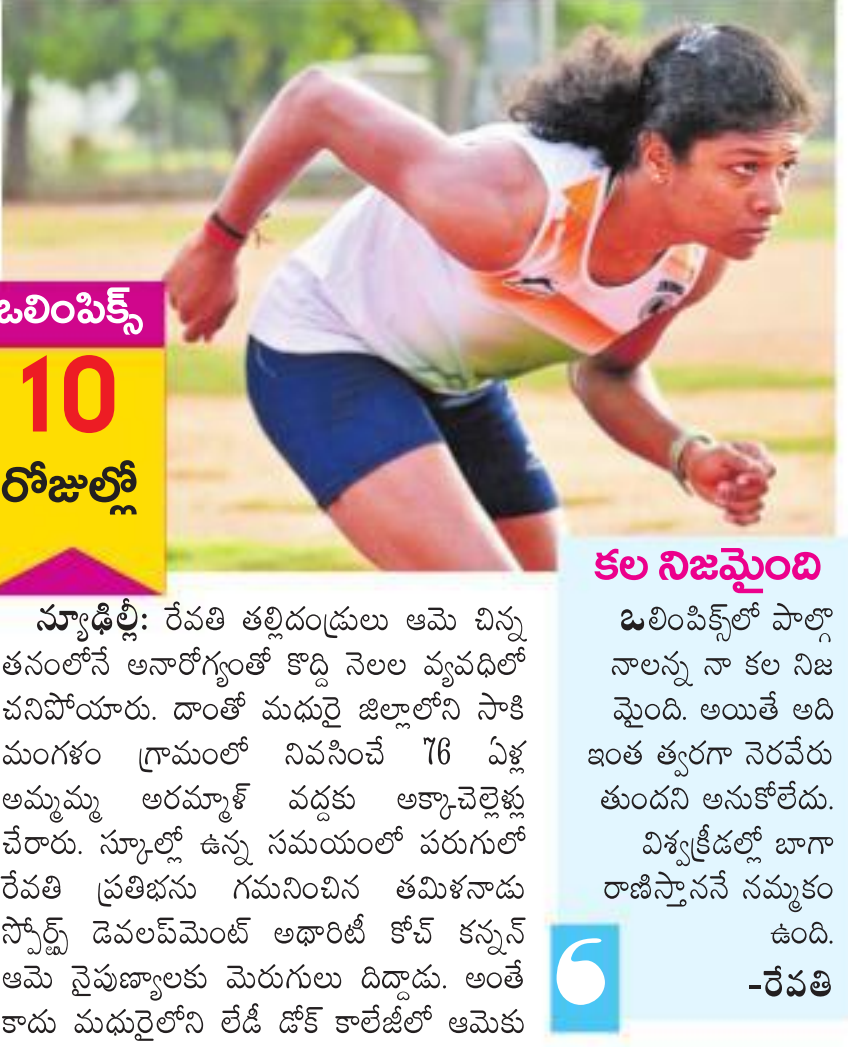 ఒలింపిక్స్
10
రోజుల్లో
న్యూఢిల్లీ: రేవతి తల్లిదండ్రులు ఆమె చిన్న
తనంలోనే అనారోగ్యంతో కొద్ది నెలల వ్యవధిలో
చనిపోయారు. దాంతో మధురై జిల్లాలోని సాకి
మంగళం గ్రామంలో నివసించే 76 ఏళ్ల
అమ్మమ్మ అరమ్మాళ్ వద్దకు అక్కాచెల్లెళ్లు
చేరారు. స్కూల్లో ఉన్న సమయంలో పరుగులో
రేవతి ప్రతిభను గమనించిన తమిళనాడు
స్పోర్ట్స్ డెవలప్‌మెంట్ అథారిటీ కోచ్ కన్నన్
ఆమె నైపుణ్యాలకు మెరుగులు దిద్దాడు. అంతే
కాదు మధురైలోని లేడీ డోక్ కాలేజీలో ఆమెకు
కల నిజమైంది
ఒలింపిక్స్‌లో పాల్గొ
నాలన్న నా కల నిజ
మైంది. అయితే అది
ఇంత త్వరగా నెరవేరు
తుందని అనుకోలేదు.
విశ్వక్రీడల్లో బాగా
రాణిస్తాననే నమ్మకం
ఉంది.
-రేవతి